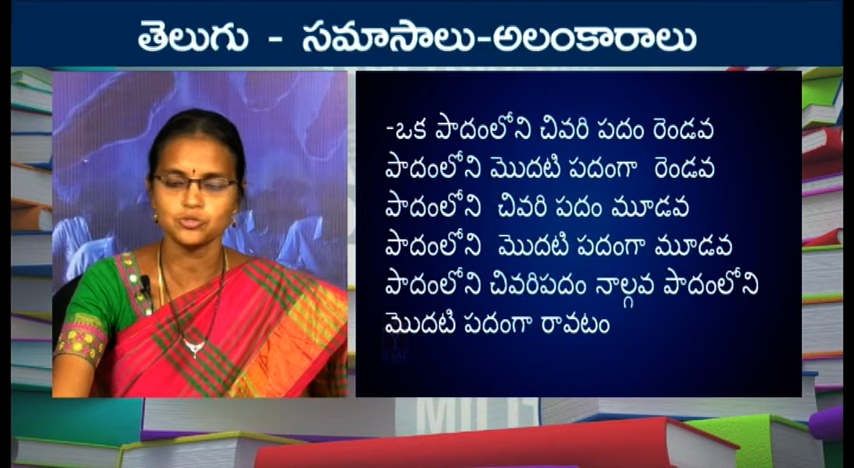 తెలుగు - సమాసాలు-అలంకారాలు
-ఒక పాదంలోని చివరి పదం రెండవ
పాదంలోని మొదటి పదంగా రెండవ
పాదంలోని చివరి పదం మూడవ
పాదంలోని మొదటి పదంగా మూడవ
పాదంలోని చివరిపదం నాల్గవ పాదంలోని
మొదటి పదంగా రావటం